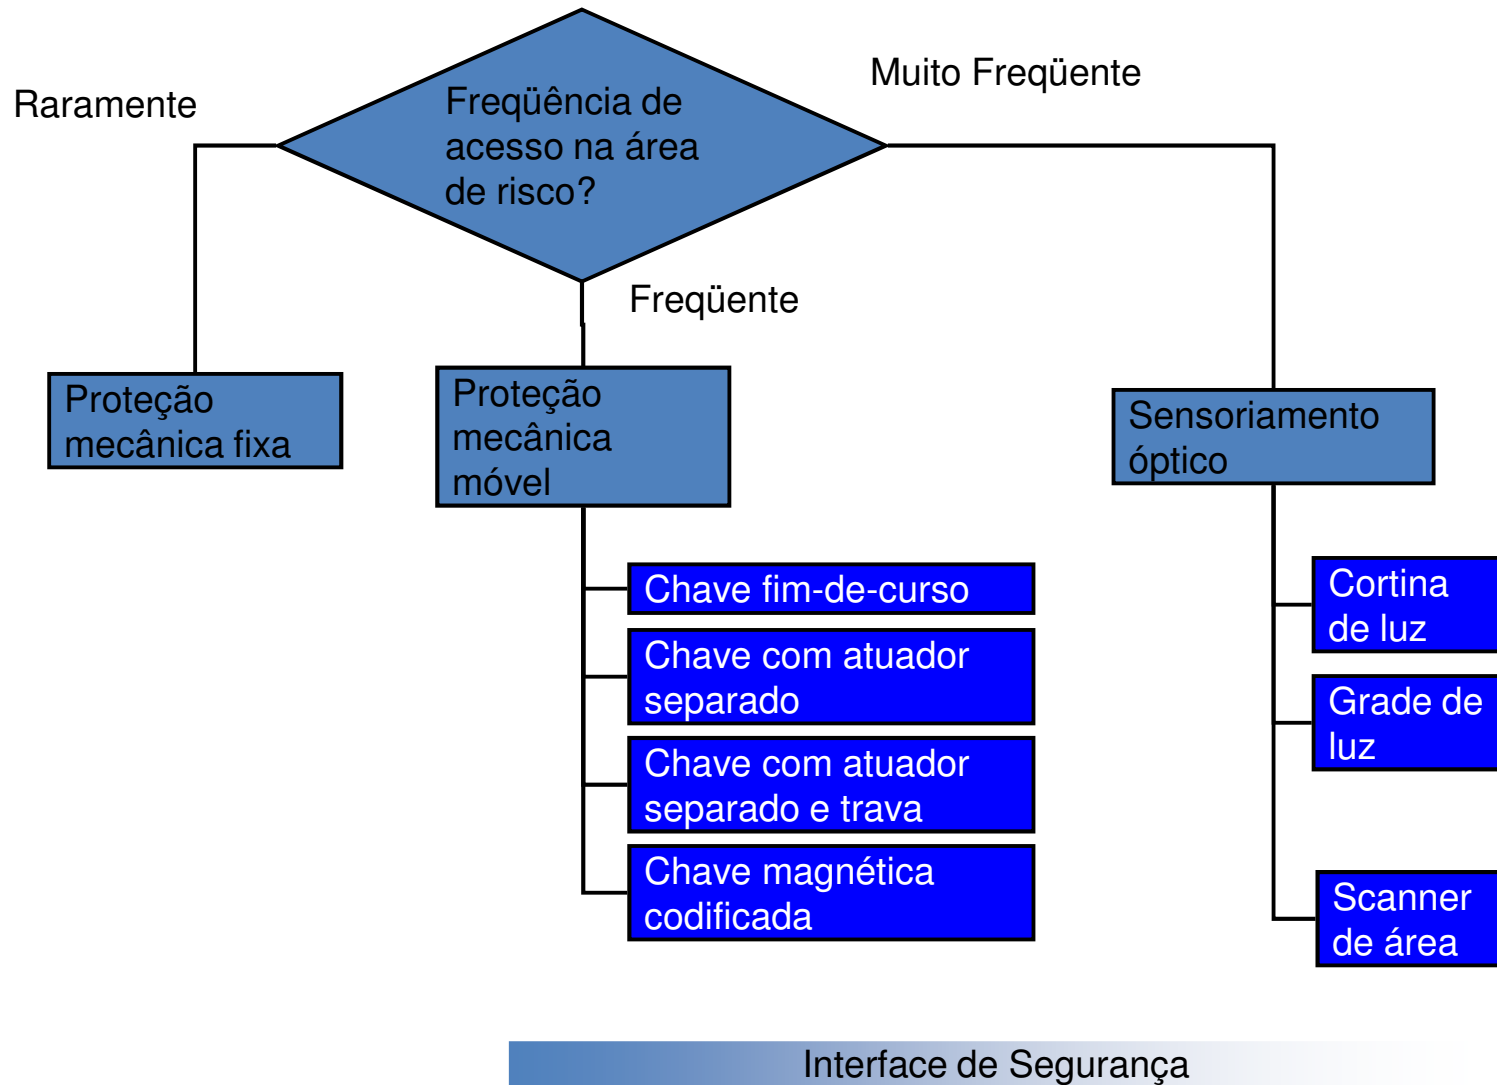 Muito Freqüente
Raramente
Freqüência de
acesso na área
de risco?
Freqüente
Proteção
mecânica fixa
Proteção
mecânica
móvel
Sensoriamento
óptico
Chave fim-de-curso
Chave com atuador
separado
Chave com atuador
separado e trava
Chave magnética
codificada
Cortina
de luz
Grade de
luz
Scanner
de área
Interface de Segurança